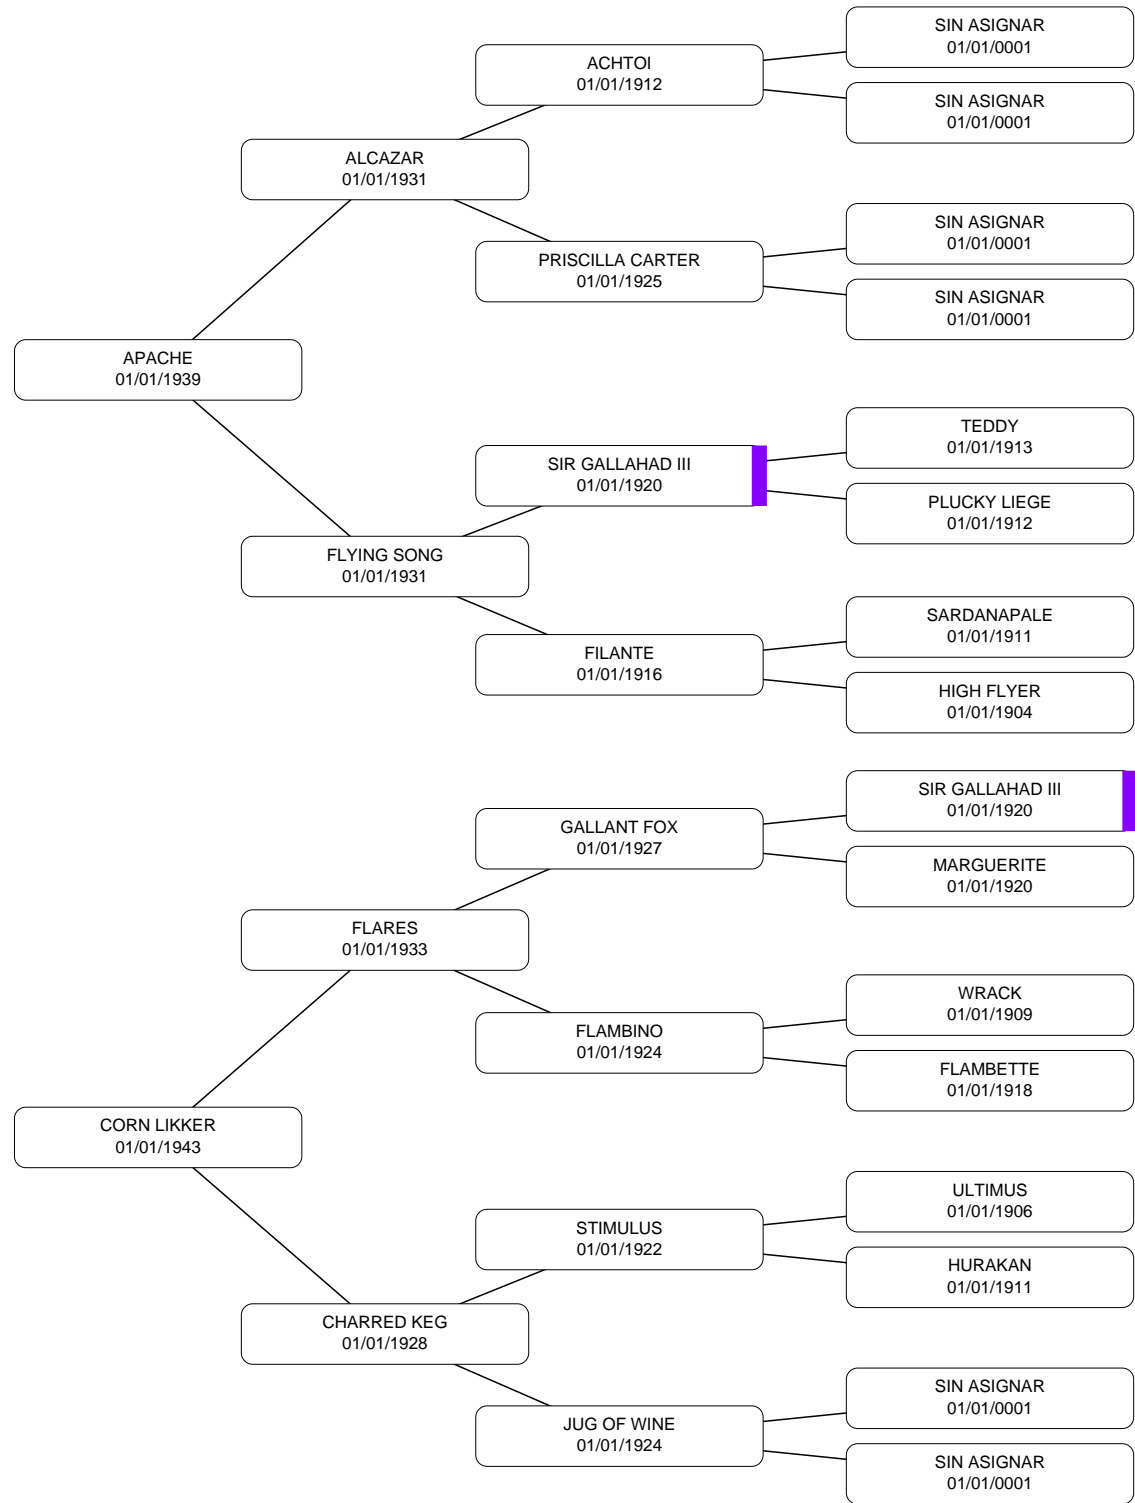 SIN ASIGNAR
01/01/0001
ACHTOI
01/01/1912
SIN ASIGNAR
01/01/0001
ALCAZAR
01/01/1931
SIN ASIGNAR
01/01/0001
PRISCILLA CARTER
01/01/1925
SIN ASIGNAR
01/01/0001
APACHE
01/01/1939
TEDDY
01/01/1913
SIR GALLAHAD III
01/01/1920
PLUCKY LIEGE
01/01/1912
FLYING SONG
01/01/1931
SARDANAPALE
01/01/1911
FILANTE
01/01/1916
HIGH FLYER
01/01/1904
SIR GALLAHAD III
01/01/1920
GALLANT FOX
01/01/1927
MARGUERITE
01/01/1920
FLARES
01/01/1933
WRACK
01/01/1909
FLAMBINO
01/01/1924
FLAMBETTE
01/01/1918
CORN LIKKER
01/01/1943
ULTIMUS
01/01/1906
STIMULUS
01/01/1922
HURAKAN
01/01/1911
CHARRED KEG
01/01/1928
SIN ASIGNAR
01/01/0001
JUG OF WINE
01/01/1924
SIN ASIGNAR
01/01/0001